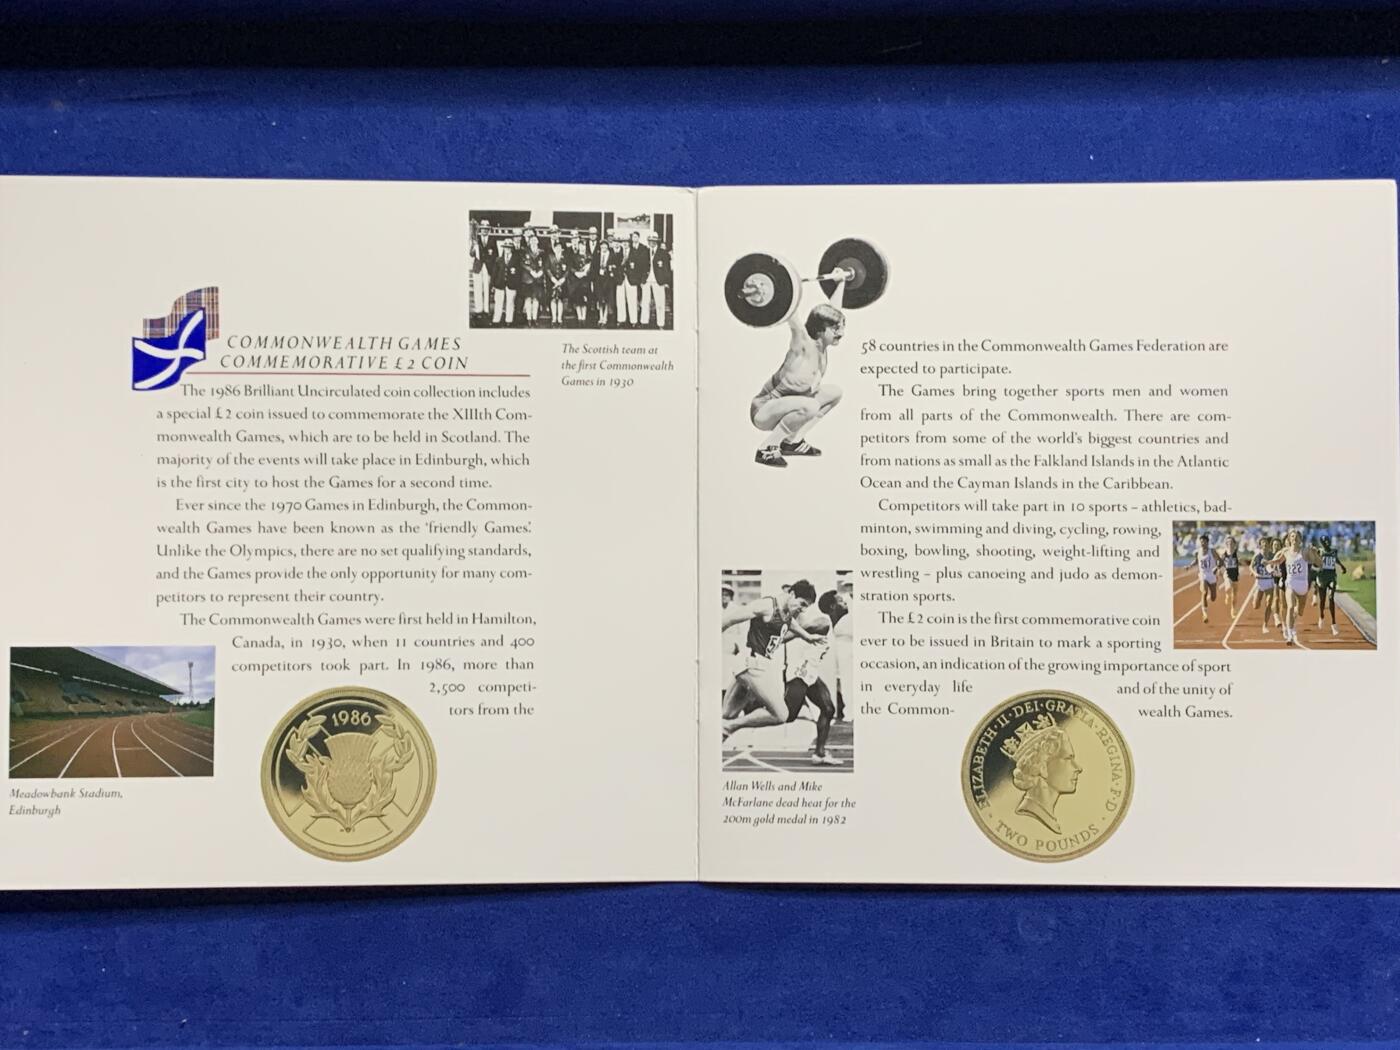 The Scottish team at
the first Commonwealth
Games in 1930
COMMONWEALTH GAMES
COMMEMORATIVE £2 COIN
The 1986 Brilliant Uncirculated coin collection includes
a special £2 coin issued to commemorate the XIIIth Com-
monwealth Games, which are to be held in Scotland. The
majority of the events will take place in Edinburgh, which
is the first city to host the Games for a second time.
Ever since the 1970 Games in Edinburgh, the Common-
wealth Games have been known as the 'friendly Games'.
Unlike the Olympics, there are no set qualifying standards,
and the Games provide the only opportunity for many com-
petitors to represent their country.
The Commonwealth Games were first held in Hamilton,
Canada, in 1930, when 11 countries and 400
competitors took part. In 1986, more than
2,500 competi-
tors from the
1986
Meadowbank Stadium,
Edinburgh
58 countries in the Commonwealth Games Federation are
expected to participate.
The Games bring together sports men and women
from all parts of the Commonwealth. There are com-
petitors from some of the world's biggest countries and
from nations as small as the Falkland Islands in the Atlantic
Ocean and the Cayman Islands in the Caribbean.
Competitors will take part in 10 sports – athletics, bad-
minton, swimming and diving, cycling, rowing,
boxing, bowling, shooting, weight-lifting and
wrestling – plus canoeing and judo as demon-
stration sports.
The £2 coin is the first commemorative coin
ever to be issued in Britain to mark a sporting
occasion, an indication of the growing importance of sport
in everyday life and of the unity of
the Common- wealth Games.
Allan Wells and Mike
McFarlane dead heat for the
200m gold medal in 1982
ELIZABETH·II·DEI·GRATIA·REGINA·F·D·
TWO POUNDS
222